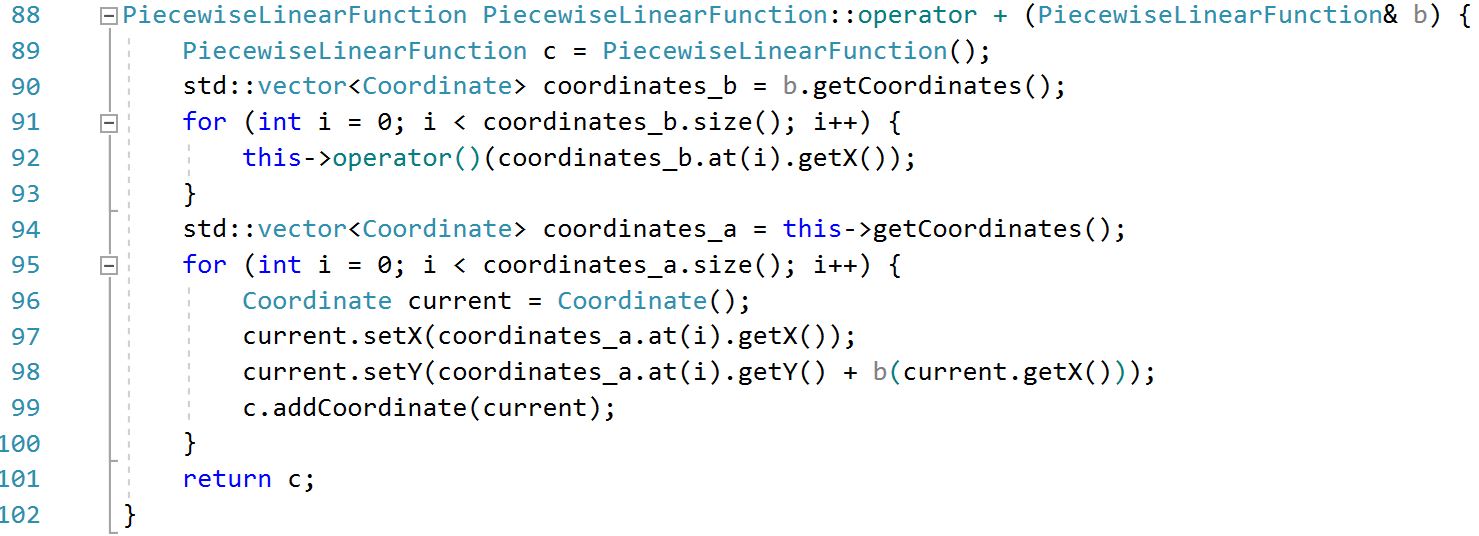 88 PiecewiseLinearFunction PiecewiseLinearFunction::operator + (PiecewiseLinearFunction& b) {
89     PiecewiseLinearFunction c = PiecewiseLinearFunction();
90     std::vector<Coordinate> coordinates_b = b.getCoordinates();
91     for (int i = 0; i < coordinates_b.size(); i++) {
92         this->operator()(coordinates_b.at(i).getX());
93     }
94     std::vector<Coordinate> coordinates_a = this->getCoordinates();
95     for (int i = 0; i < coordinates_a.size(); i++) {
96         Coordinate current = Coordinate();
97         current.setX(coordinates_a.at(i).getX());
98         current.setY(coordinates_a.at(i).getY() + b(current.getX()));
99         c.addCoordinate(current);
100     }
101     return c;
102 }